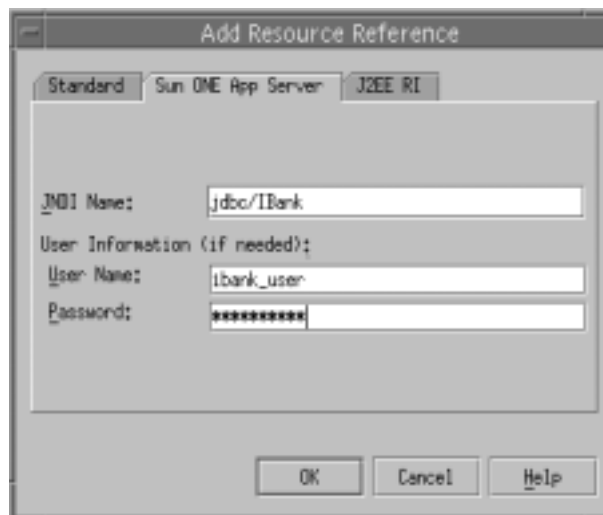 Add Resource Reference
Standard Sun ONE App Server J2EE RI
JNDI Name: jdbc/IBank
User Information (if needed):
User Name: ibank_user
Password: **********
OK Cancel Help